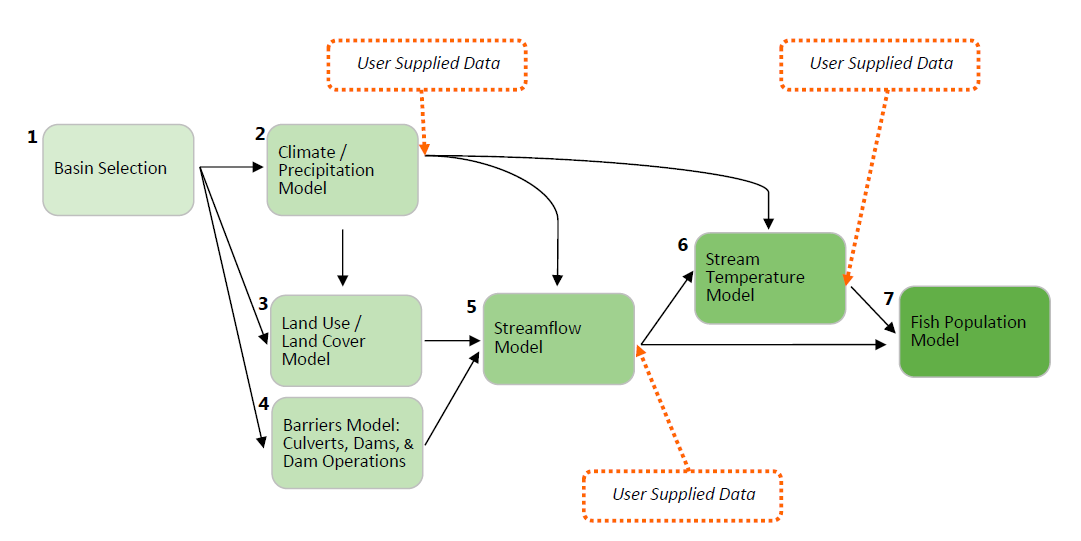 User Supplied Data
User Supplied Data
1
Basin Selection
2
Climate /
Precipitation
Model
3
Land Use /
Land Cover
Model
4
Barriers Model:
Culverts, Dams, &
Dam Operations
5
Streamflow
Model
6
Stream
Temperature
Model
7
Fish Population
Model
User Supplied Data